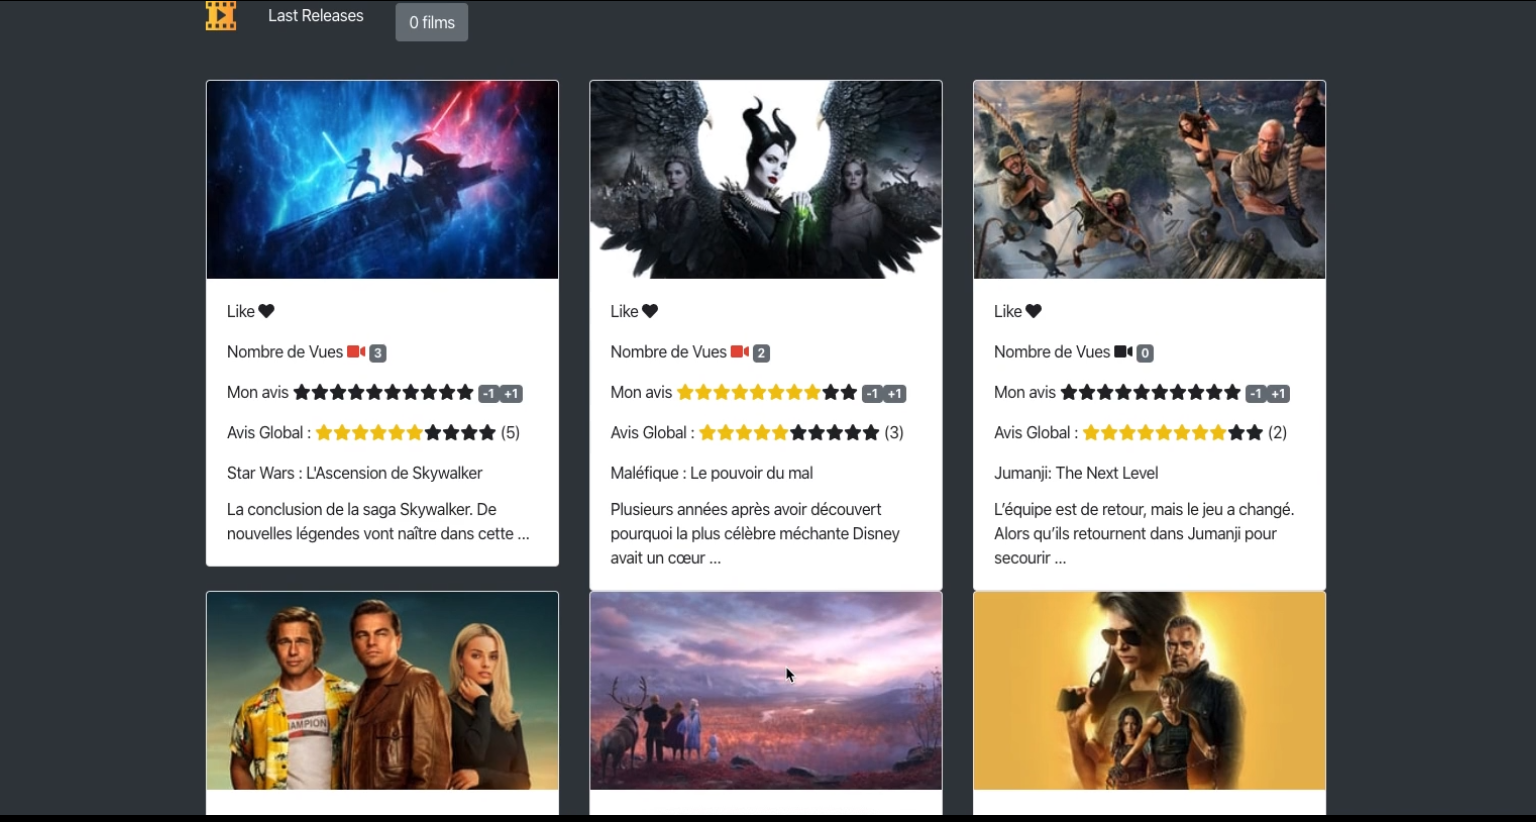 Last Releases
0 films
Like
Nombre de Vues 3
Mon avis -1 +1
Avis Global : (5)
Star Wars : L'Ascension de Skywalker
La conclusion de la saga Skywalker. De
nouvelles légendes vont naître dans cette ...
Like
Nombre de Vues 2
Mon avis -1 +1
Avis Global : (3)
Maléfique : Le pouvoir du mal
Plusieurs années après avoir découvert
pourquoi la plus célèbre méchante Disney
avait un cœur ...
Like
Nombre de Vues 0
Mon avis -1 +1
Avis Global : (2)
Jumanji: The Next Level
L’équipe est de retour, mais le jeu a changé.
Alors qu’ils retournent dans Jumanji pour
secourir ...
AMPION